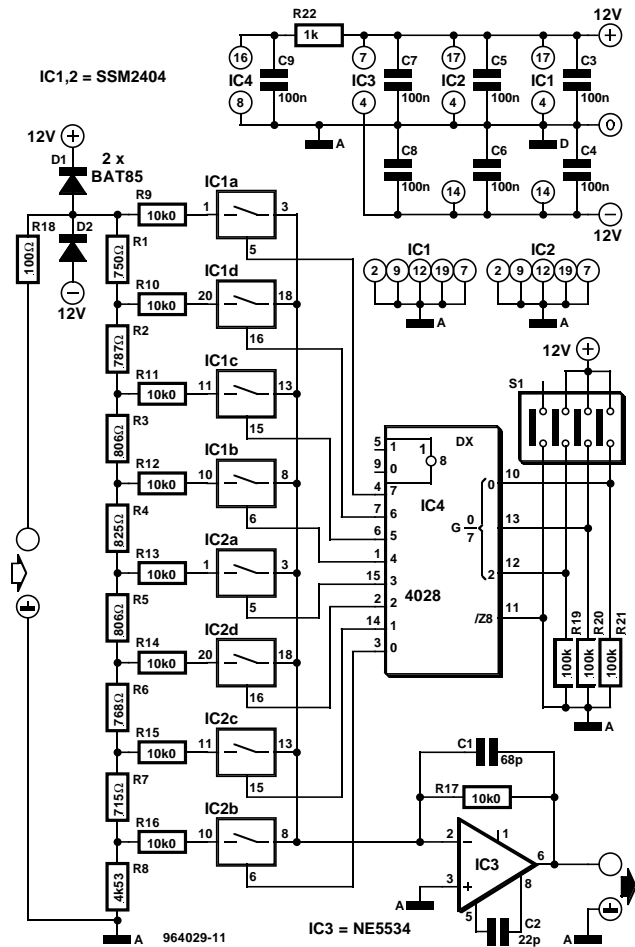 R22
12V
1k
16
7
17
17
C9
C7
C5
C3
IC1,2 = SSM2404
IC4
IC3
IC2
IC1
100n
100n
100n
100n
8
4
4
4
0
A
D
12V
C8
C6
C4
D1
2 x
BAT85
100n
100n
100n
14
14
12V
R9
IC1a
1
3
10k0
R18
D2
100Ω
R1
750Ω
5
IC1
IC2
2
9
12
19
7
2
9
12
19
7
A
A
12V
R10
IC1d
20
18
10k0
16
R2
787Ω
12V
S1
R11
IC1c
11
13
10k0
15
R3
806Ω
R12
IC1b
10
8
10k0
6
R4
825Ω
R13
IC2a
1
3
10k0
5
R5
806Ω
R14
IC2d
20
18
10k0
16
R6
768Ω
R15
IC2c
11
13
10k0
15
R7
715Ω
R16
IC2b
10
8
10k0
6
R8
4k53
A
5
1
1
8
DX
9
0
4
7
IC4
0
10
7
6
G
0
7
13
6
5
1
4
2
12
15
3
4028
2
2
/Z8
11
14
1
3
0
R19
R20
R21
100k
100k
100k
A
C1
68p
R17
10k0
2
1
IC3
6
3
8
A
5
C2
22p
A
964029-11
IC3 = NE5534